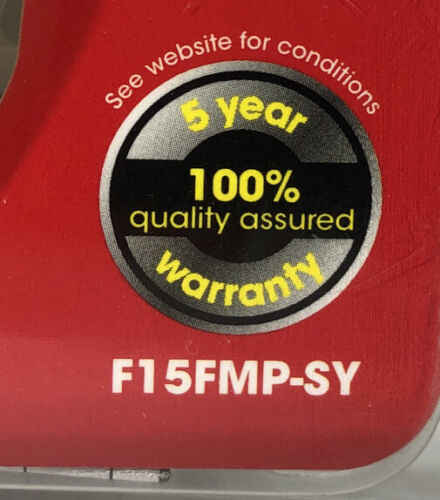 See website for conditions
5 year
100%
quality assured
warranty
F15FMP-SY